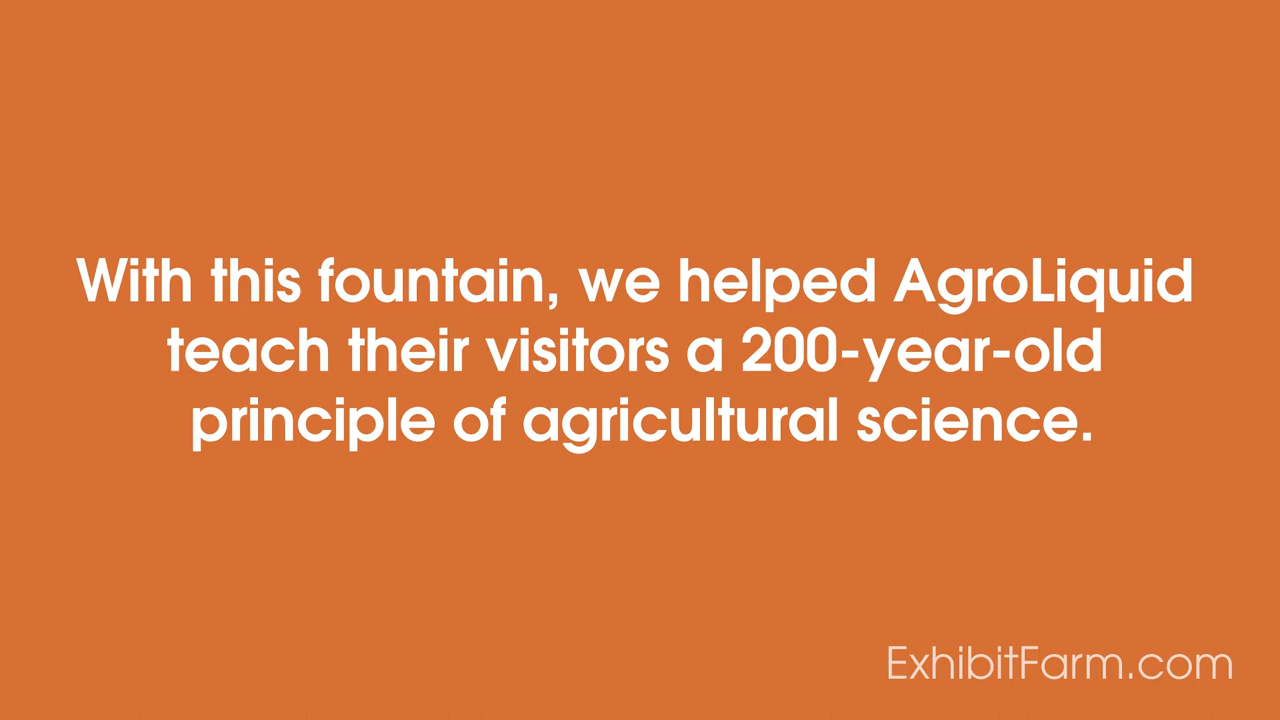 With this fountain, we helped AgroLiquid
teach their visitors a 200-year-old
principle of agricultural science.
ExhibitFarm.com